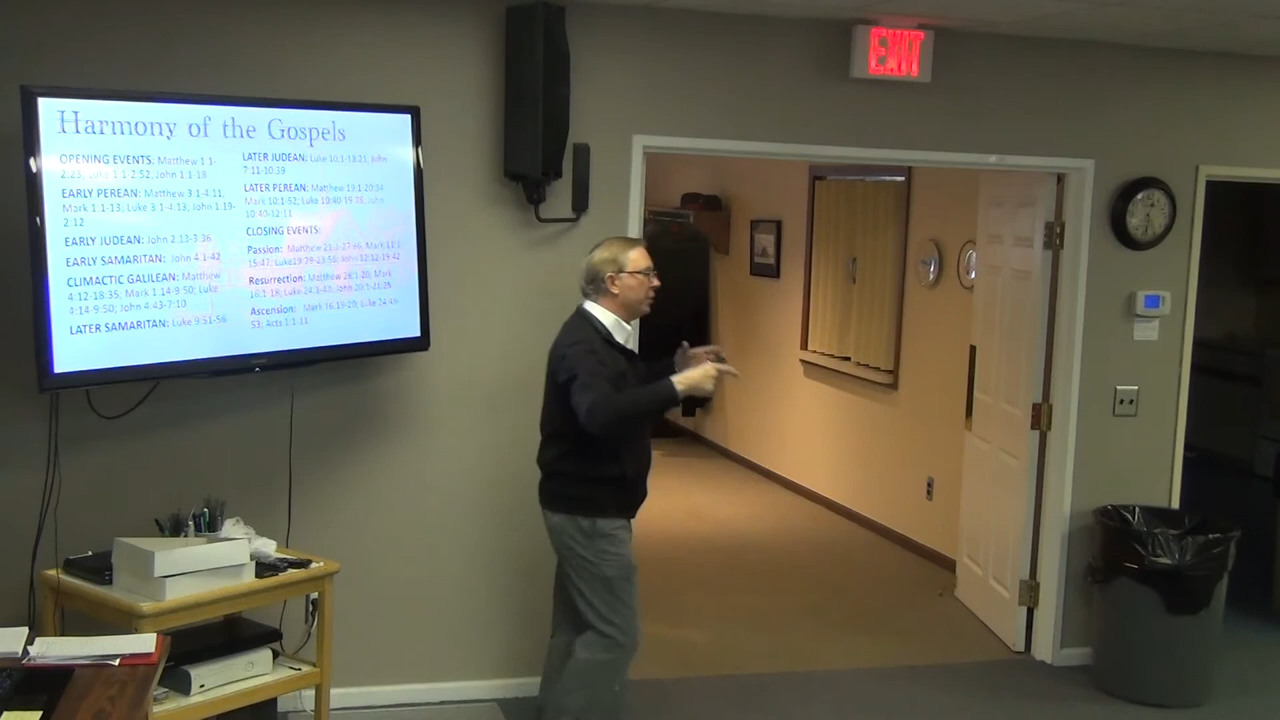 Harmony of the Gospels
OPENING EVENTS: Matthew 1.1-
2:23, Luke 1:1-2:52, John 1:1-18
EARLY PEREAN: Matthew 3:1-4:11,
Mark 1:1-13; Luke 3.1-4:13, John 1:19-
2:12
EARLY JUDEAN: John 2.13-3.36
EARLY SAMARITAN: John 4.1-42
CLIMACTIC GALILEAN: Matthew
4:12-18:35; Mark 1.14-9 50; Luke
4:14-9:50; John 4:43-7:10
LATER SAMARITAN: Luke 9:51-56
LATER JUDEAN: Luke 10:1-13:21, John
7:11-10:39
LATER PEREAN: Matthew 19:1-20:34
Mark 10:1-52; Luke John
10:40-12:11
CLOSING EVENTS:
Passion: Matthew 21:1-27:66, Mark 11:1-
15:47, Luke 19:29-23:56, John 12:12-19:42
Resurrection: Matthew 28:1-20, Mark
16:1-18; Luke John 20:1-21:25
Ascension: Mark 16.19-20; Luke 24:49-
53; Acts 1:1-11
EXIT